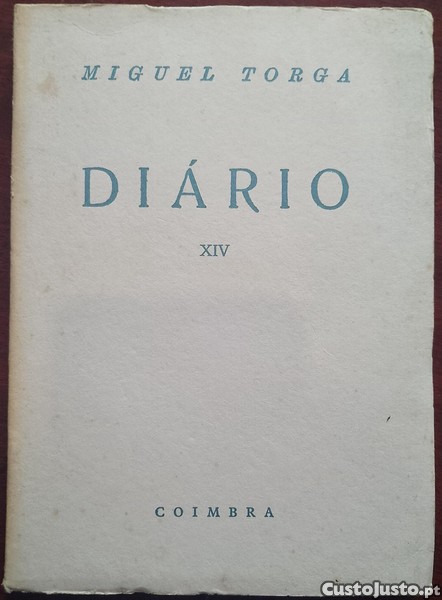 MIGUEL TORGA
DIÁRIO
XIV
COIMBRA
CustoJusto.pt